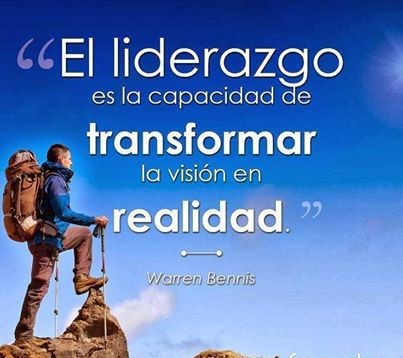 “El liderazgo
es la capacidad de
transformar
la visión en
realidad.”
Warren Bennis